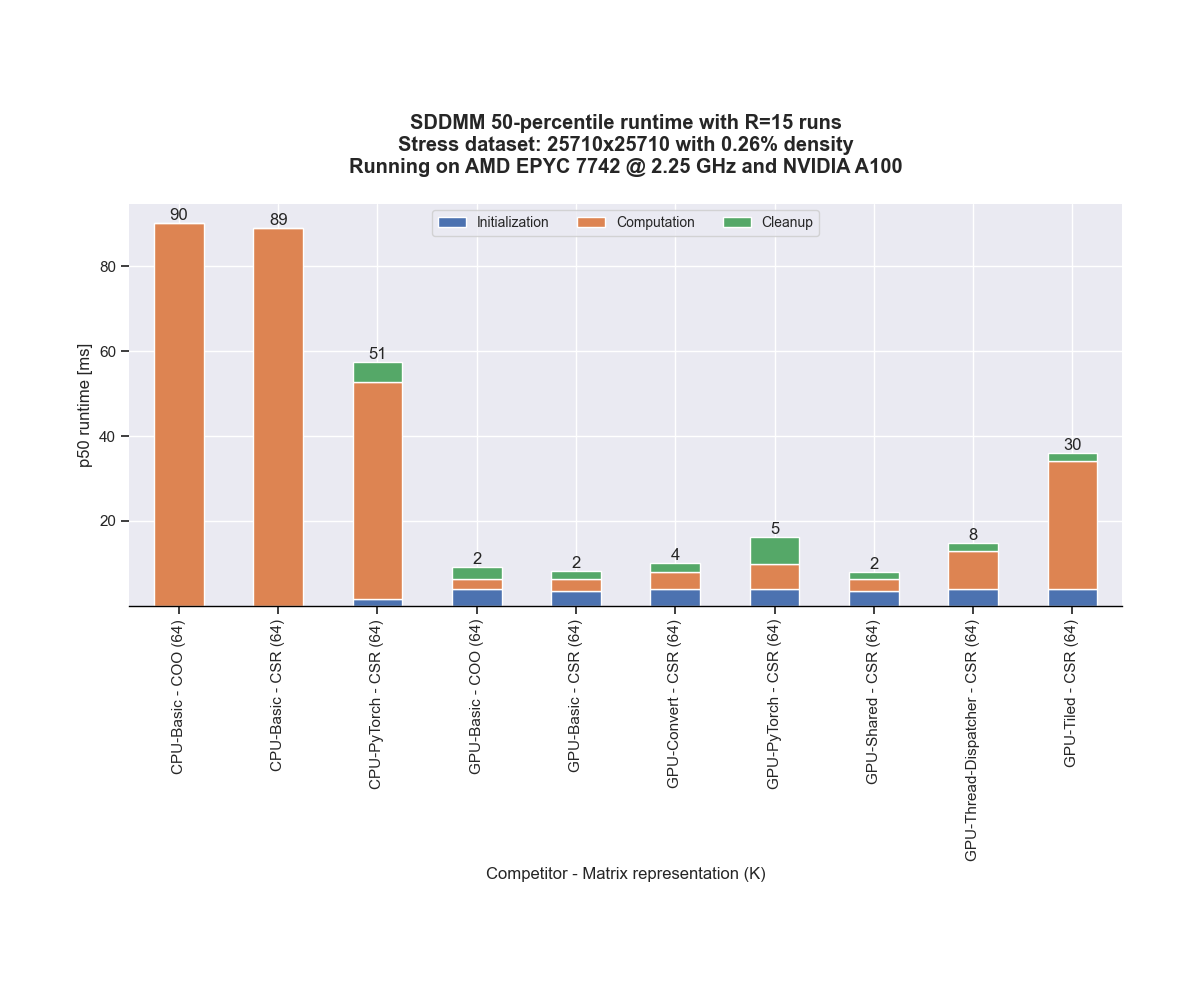 SDDMM 50-percentile runtime with R=15 runs
Stress dataset: 25710x25710 with 0.26% density
Running on AMD EPYC 7742 @ 2.25 GHz and NVIDIA A100
Initialization Computation Cleanup
90 89 51 2 2 4 5 2 8 30
p50 runtime [ms]
80
60
40
20
CPU-Basic - COO (64)
CPU-Basic - CSR (64)
CPU-PyTorch - CSR (64)
GPU-Basic - COO (64)
GPU-Basic - CSR (64)
GPU-Convert - CSR (64)
GPU-PyTorch - CSR (64)
GPU-Shared - CSR (64)
GPU-Thread-Dispatcher - CSR (64)
GPU-Tiled - CSR (64)
Competitor - Matrix representation (K)